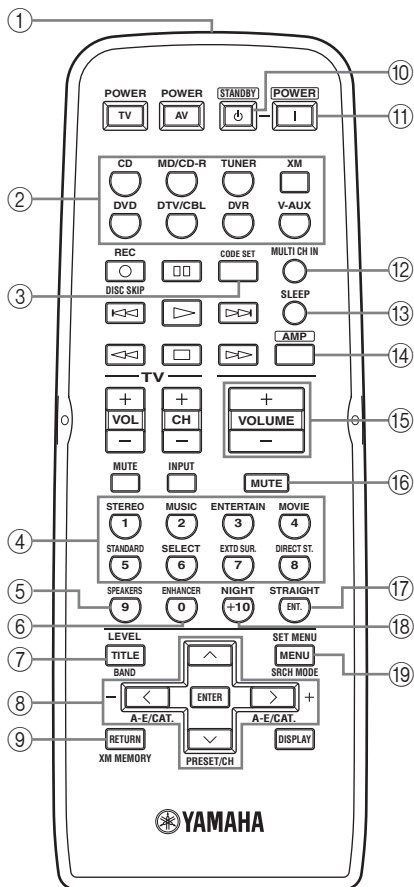 ①
POWER POWER STANDBY POWER ⑩
TV AV ⏻ I ⑪
CD MD/CD-R TUNER XM
②
DVD DTV/CBL DVR V-AUX
REC CODE SET MULTI CH IN ⑫
③ DISC SKIP SLEEP ⑬
AMP ⑭
TV
+ + +
VOL CH VOLUME ⑮
– – –
MUTE INPUT MUTE ⑯
STEREO MUSIC ENTERTAIN MOVIE
1 2 3 4
④
STANDARD SELECT EXTD SUR. DIRECT ST.
5 6 7 8
⑤ SPEAKERS ENHANCER NIGHT STRAIGHT ⑰
9 0 +10 ENT.
⑥ ⑱
LEVEL SET MENU
⑦ TITLE MENU ⑲
BAND SRCH MODE
⑧ – ENTER +
A-E/CAT. A-E/CAT.
⑨ RETURN DISPLAY
XM MEMORY PRESET/CH
YAMAHA